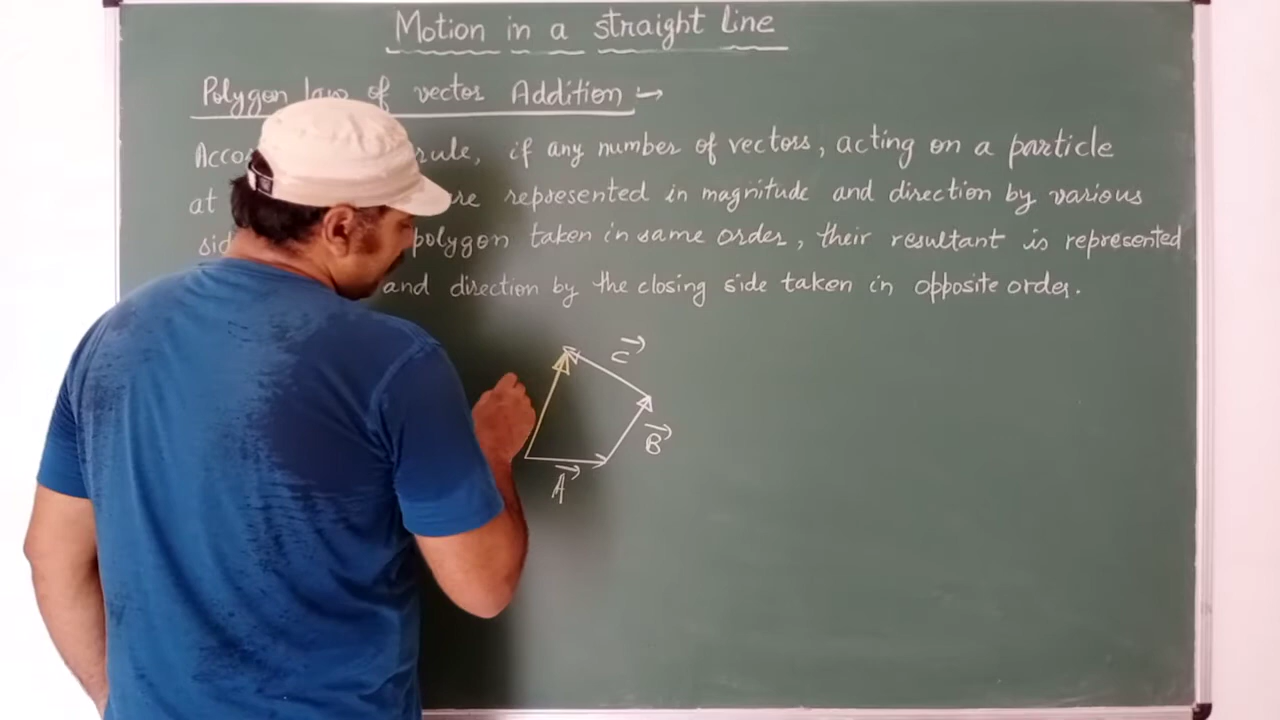 Motion in a straight Line
Polygon law of vector Addition →
rule, if any number of vectors, acting on a particle
at represented in magnitude and direction by various
polygon taken in same order, their resultant is represented
and direction by the closing side taken in opposite order.
C→
B→
A→